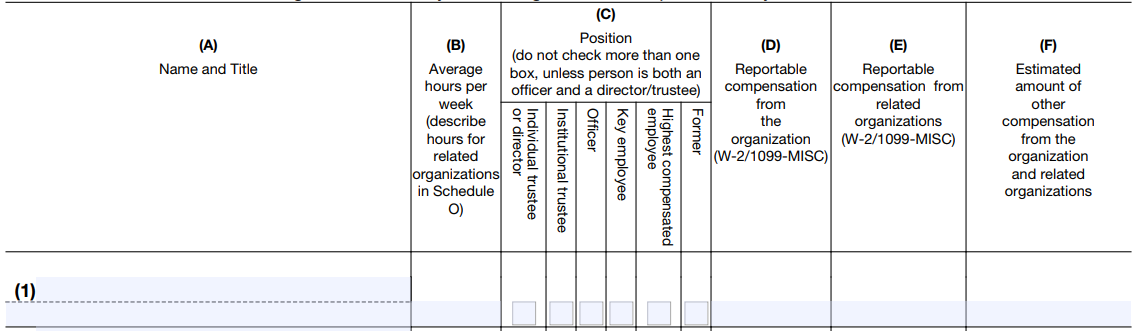 (A)
Name and Title
(B)
Average
hours per
week
(describe
hours for
related
organizations
in Schedule
O)
(C)
Position
(do not check more than one
box, unless person is both an
officer and a director/trustee)
Individual trustee
or director
Institutional trustee
Officer
Key employee
Highest compensated
employee
Former
(D)
Reportable
compensation
from
the
organization
(W-2/1099-MISC)
(E)
Reportable
compensation from
related
organizations
(W-2/1099-MISC)
(F)
Estimated
amount of
other
compensation
from the
organization
and related
organizations
(1)